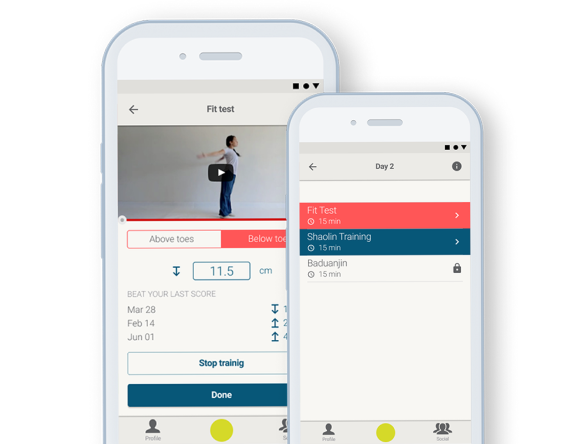 Fit test
Above toes
Below toe
11.5 cm
BEAT YOUR LAST SCORE
Mar 28
Feb 14
Jun 01
Stop trainig
Done
Profile
Day 2
Fit Test
15 min
Shaolin Training
15 min
Baduanjin
15 min
Profile
Social